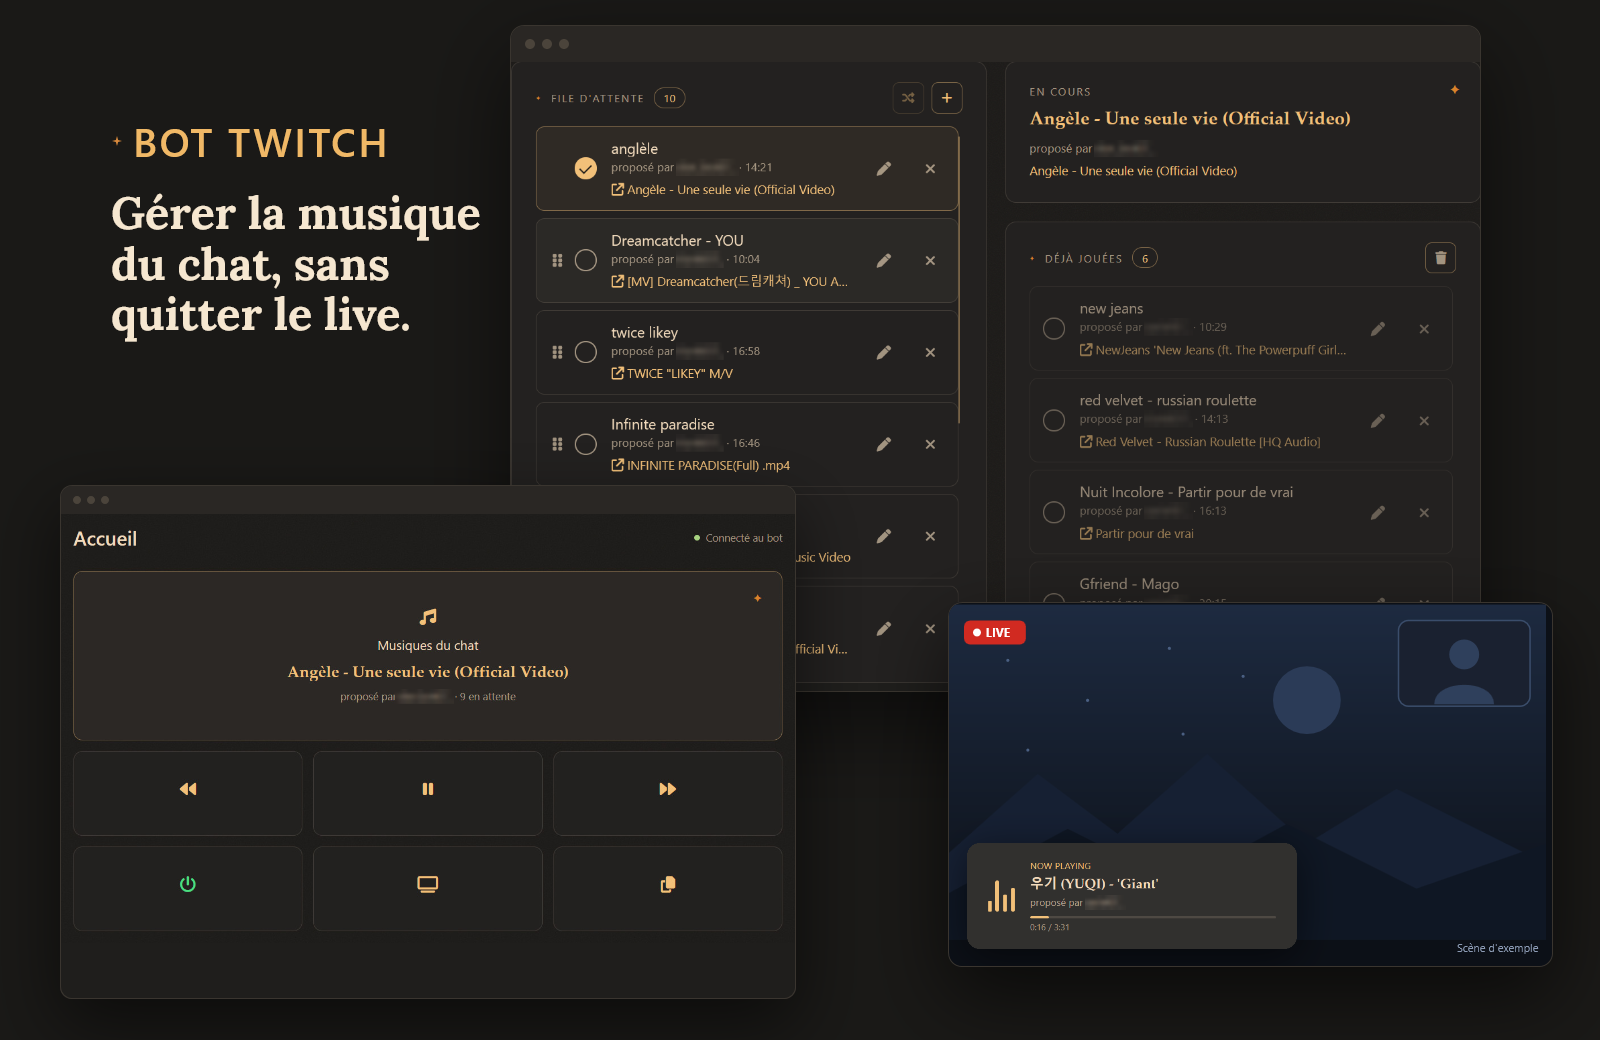 BOT TWITCH
Gérer la musique
du chat, sans
quitter le live.
FILE D'ATTENTE 10
anglèle
proposé par · 14:21
Angèle - Une seule vie (Official Video)
Dreamcatcher - YOU
proposé par · 10:04
[MV] Dreamcatcher(드림캐쳐) _ YOU A...
twice likey
proposé par · 16:58
TWICE "LIKEY" M/V
Infinite paradise
proposé par · 16:46
INFINITE PARADISE(Full) .mp4
usic Video
fficial Vi...
EN COURS
Angèle - Une seule vie (Official Video)
proposé par
Angèle - Une seule vie (Official Video)
DÉJÀ JOUÉES 6
new jeans
proposé par · 10:29
NewJeans 'New Jeans (ft. The Powerpuff Girl...
red velvet - russian roulette
proposé par · 14:13
Red Velvet - Russian Roulette [HQ Audio]
Nuit Incolore - Partir pour de vrai
proposé par · 16:13
Partir pour de vrai
Gfriend - Mago
Accueil
Connecté au bot
Musiques du chat
Angèle - Une seule vie (Official Video)
proposé par · 9 en attente
LIVE
NOW PLAYING
우기 (YUQI) - 'Giant'
proposé par
0:16 / 3:31
Scène d'exemple